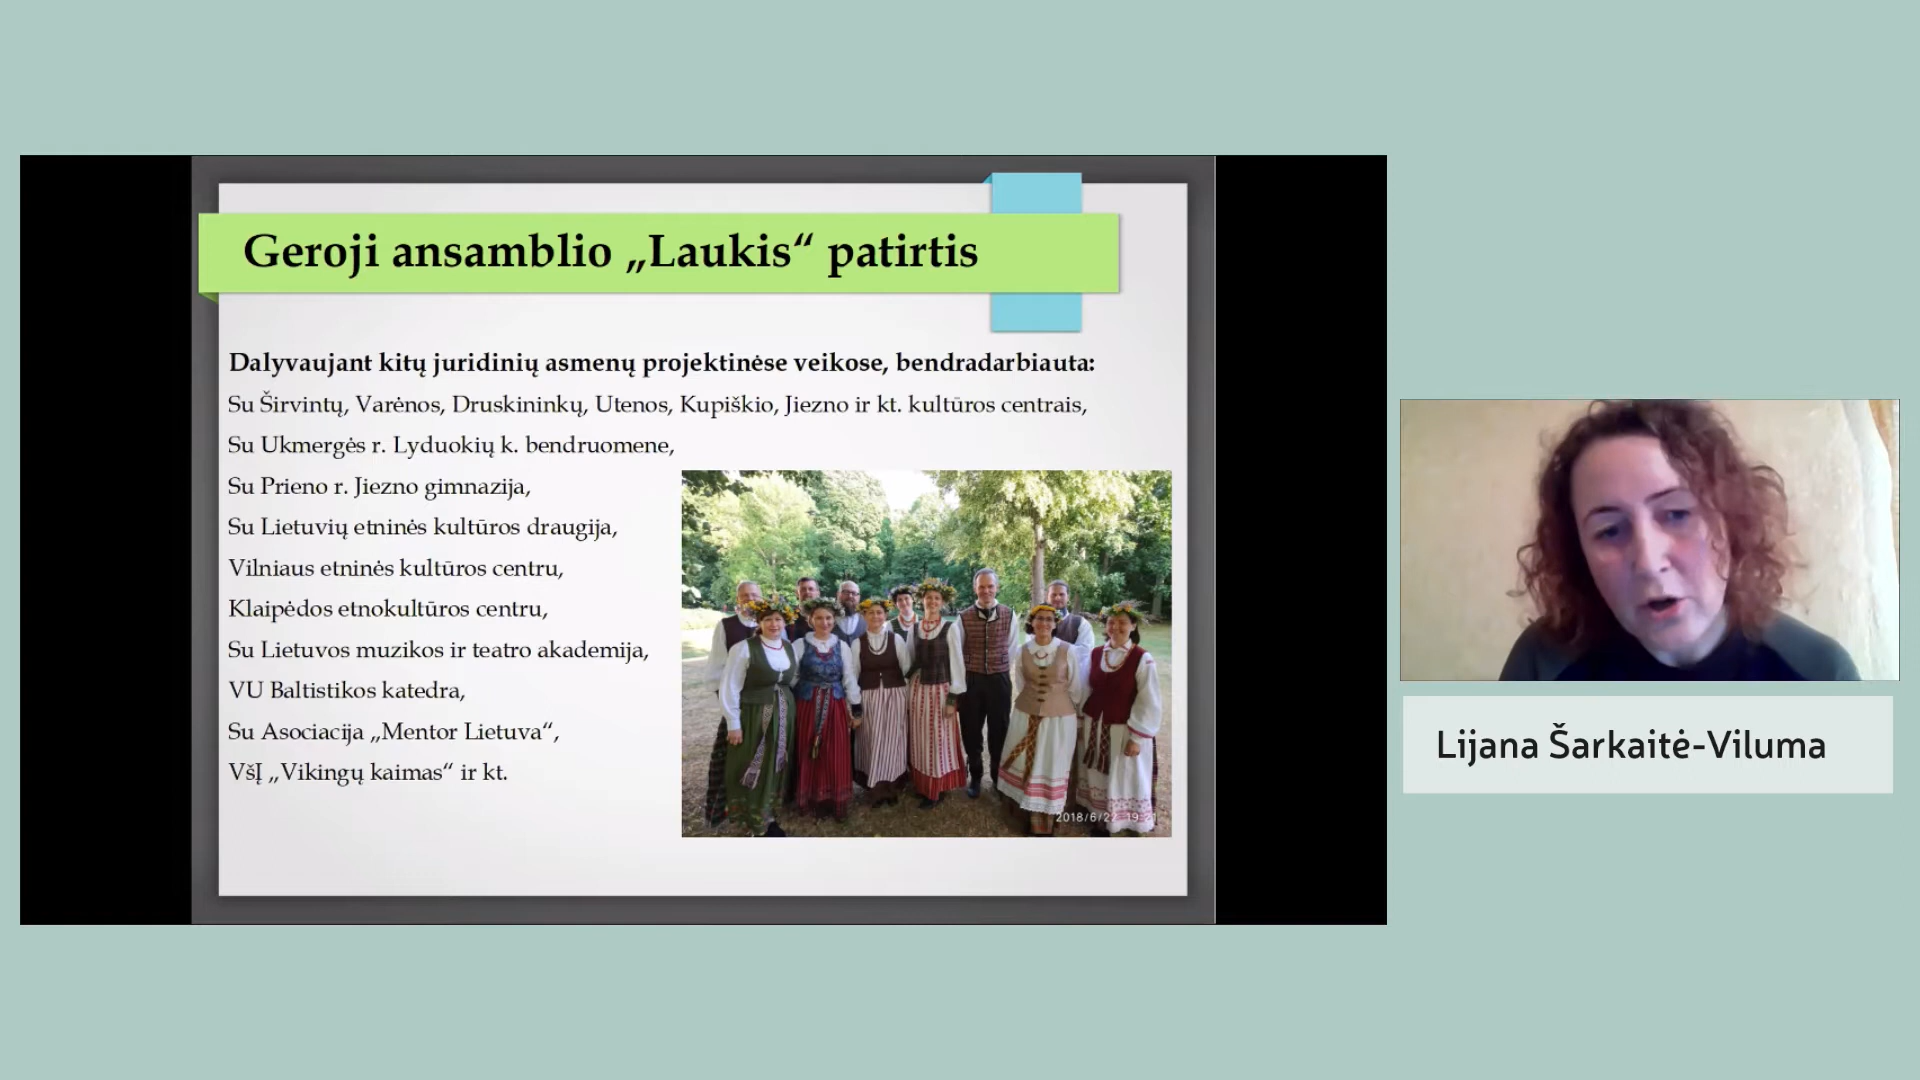 Geroji ansamblio „Laukis“ patirtis
Dalyvaujant kitų juridinių asmenų projektinėse veikose, bendradarbiauta:
Su Širvintų, Varėnos, Druskininkų, Utenos, Kupiškio, Jiezno ir kt. kultūros centrais,
Su Ukmergės r. Lyduokių k. bendruomene,
Su Prieno r. Jiezno gimnazija,
Su Lietuvių etninės kultūros draugija,
Vilniaus etninės kultūros centru,
Klaipėdos etnokultūros centru,
Su Lietuvos muzikos ir teatro akademija,
VU Baltistikos katedra,
Su Asociacija „Mentor Lietuva“,
VšĮ „Vikingų kaimas“ ir kt.
Lijana Šarkaitė-Viluma